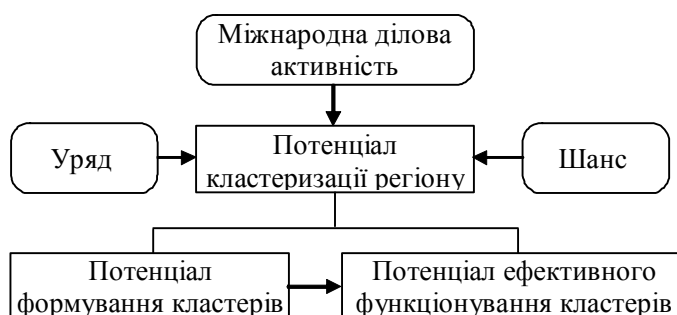 Міжнародна ділова
активність
Уряд
Потенціал
кластеризації регіону
Шанс
Потенціал
формування кластерів
Потенціал ефективного
функціонування кластерів